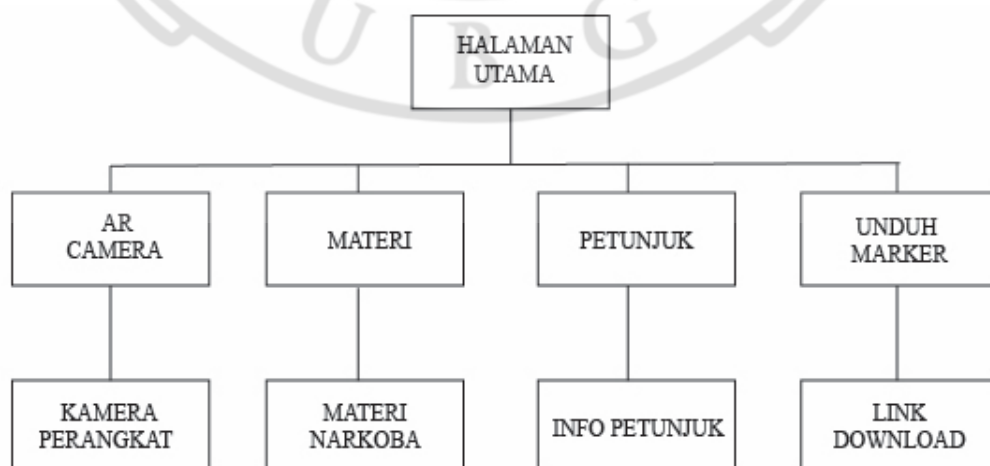 U B G
HALAMAN
UTAMA
AR
CAMERA
MATERI
PETUNJUK
UNDUH
MARKER
KAMERA
PERANGKAT
MATERI
NARKOBA
INFO PETUNJUK
LINK
DOWNLOAD